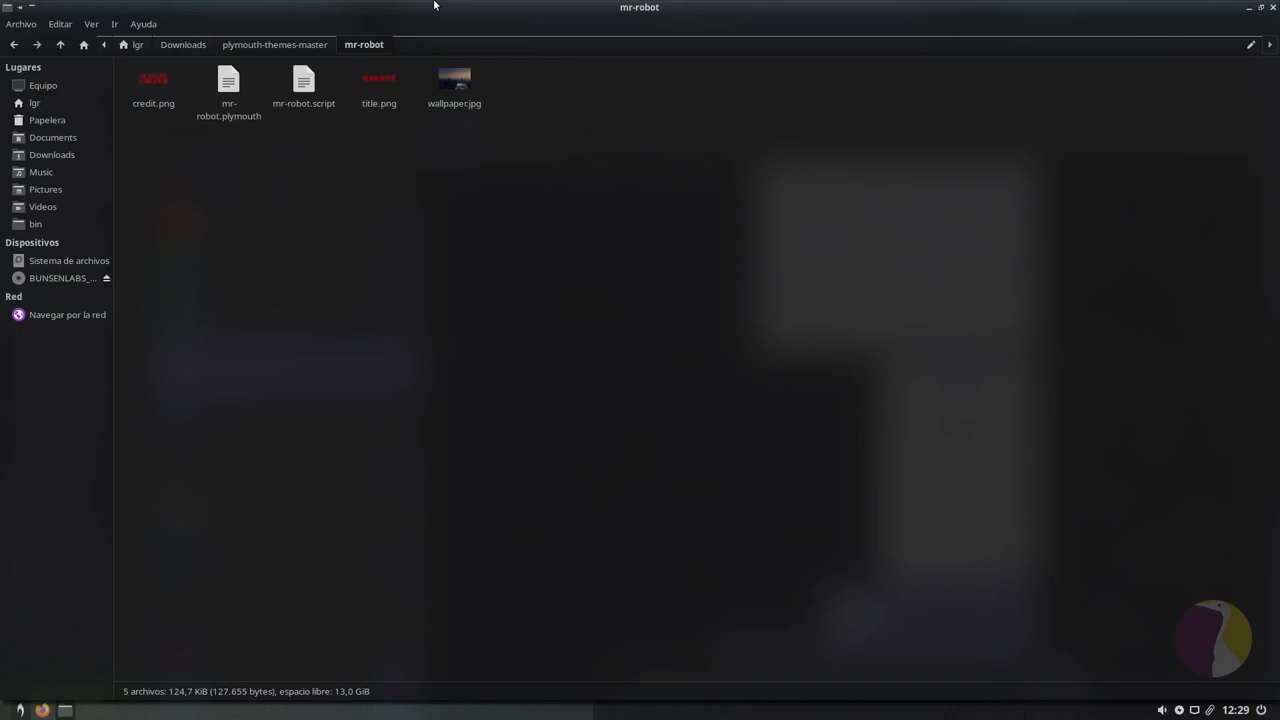 mr-robot
Archivo Editar Ver Ir Ayuda
lgr Downloads plymouth-themes-master mr-robot
Lugares
Equipo
lgr
Papelera
Documents
Downloads
Music
Pictures
Vídeos
bin
Dispositivos
Sistema de archivos
BUNSENLABS_...
Red
Navegar por la red
credit.png
mr-
robot.plymouth
mr-robot.script
title.png
wallpaper.jpg
5 archivos: 124,7 KiB (127.655 bytes), espacio libre: 13,0 GiB
12:29